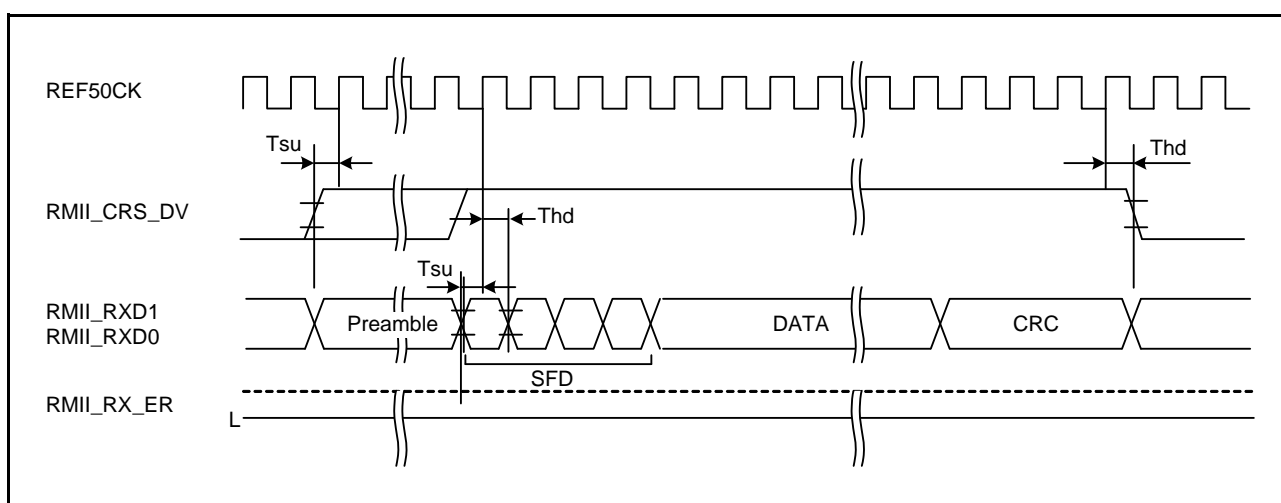 REF50CK
Tsu
Thd
RMII_CRS_DV
Thd
Tsu
RMII_RXD1
RMII_RXD0
Preamble
DATA
CRC
SFD
RMII_RX_ER
L